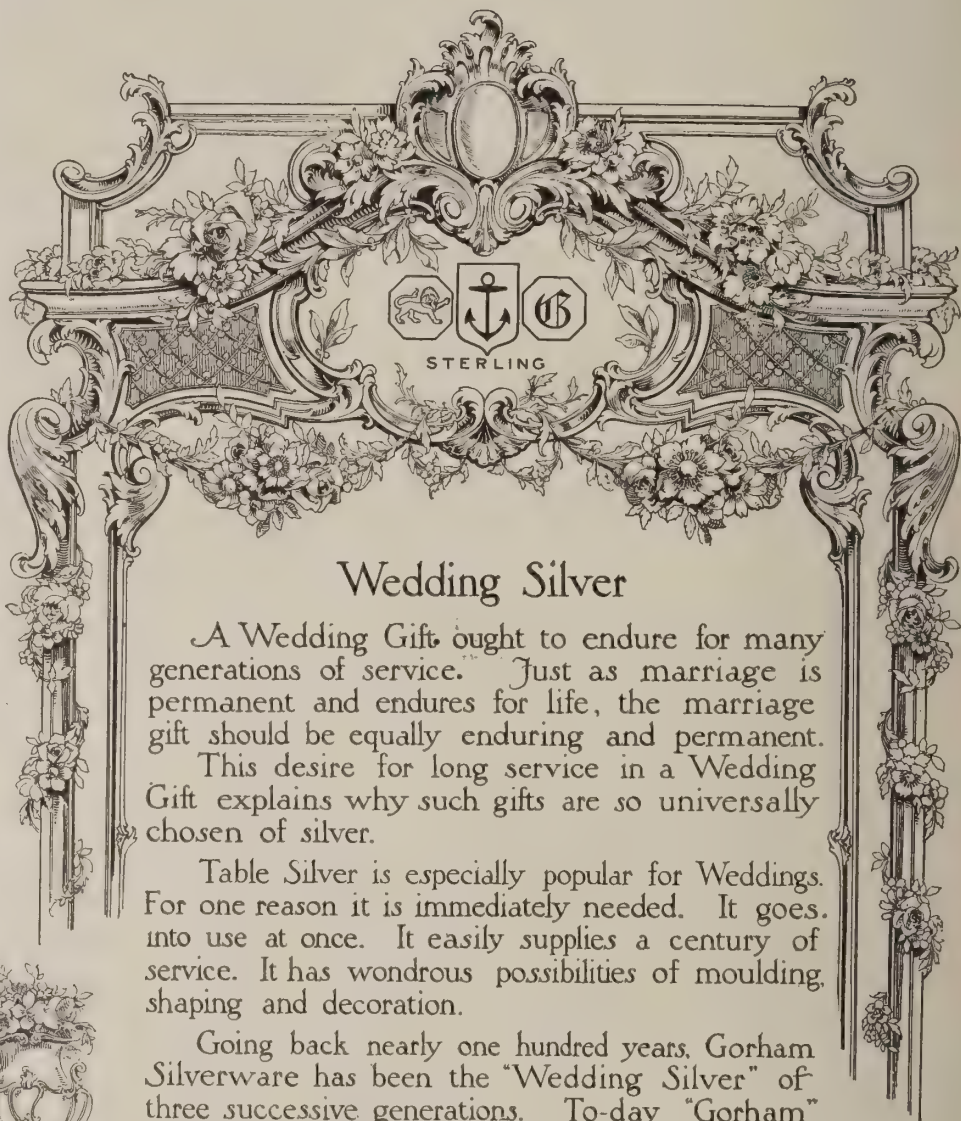 G
STERLING
Wedding Silver
A Wedding Gift ought to endure for many
generations of service. Just as marriage is
permanent and endures for life, the marriage
gift should be equally enduring and permanent.
This desire for long service in a Wedding
Gift explains why such gifts are so universally
chosen of silver.
Table Silver is especially popular for Weddings.
For one reason it is immediately needed. It goes
into use at once. It easily supplies a century of
service. It has wondrous possibilities of moulding,
shaping and decoration.
Going back nearly one hundred years, Gorham
Silverware has been the "Wedding Silver" of
three successive generations. To-day "Gorham"